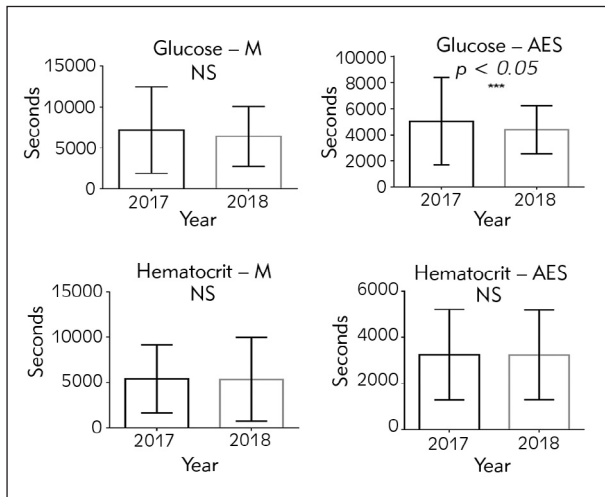 Glucose – M
NS
15000
10000
5000
0
Seconds
2017 2018
Year
Glucose – AES
p < 0.05
***
10000
8000
6000
4000
2000
0
Seconds
2017 2018
Year
Hematocrit – M
NS
15000
10000
5000
0
Seconds
2017 2018
Year
Hematocrit – AES
NS
6000
4000
2000
0
Seconds
2017 2018
Year